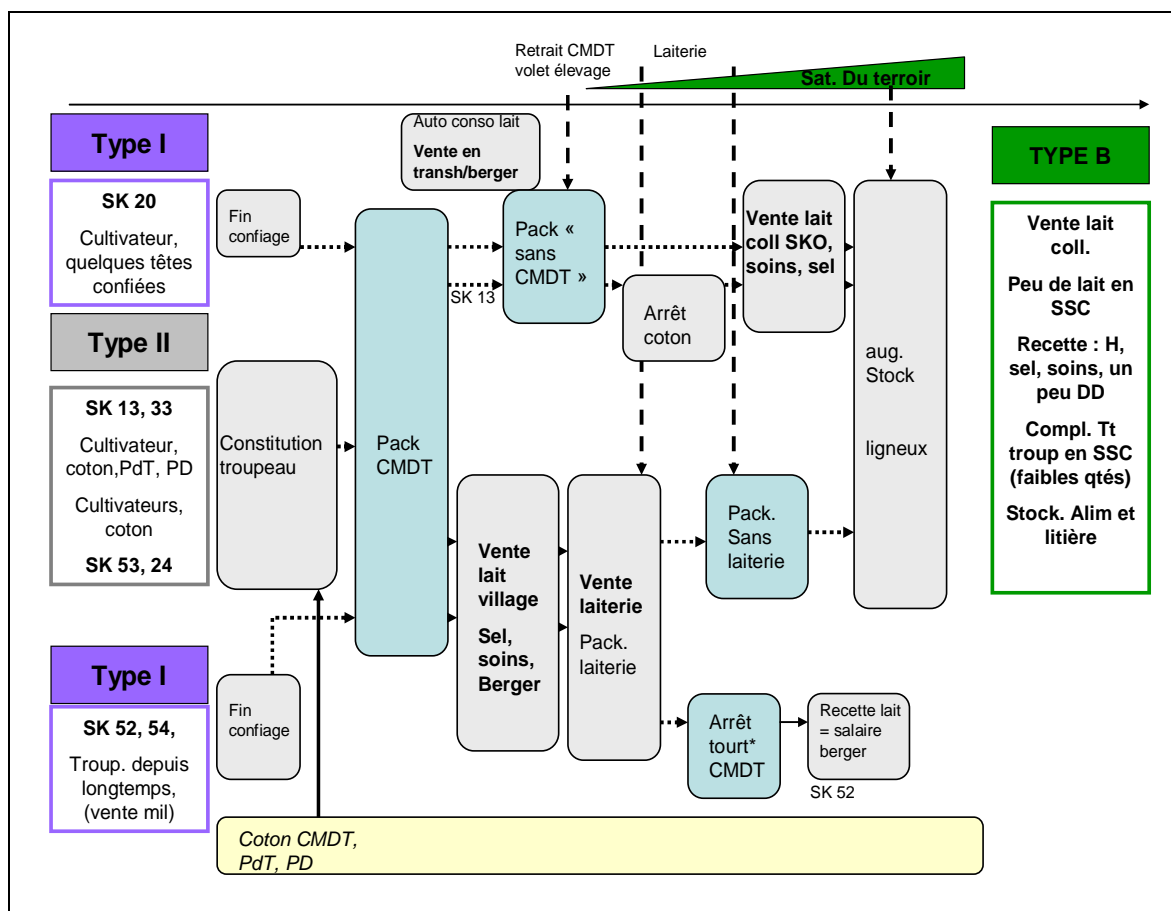 Retrait CMDT
volet élevage
Laiterie
Sat. Du terroir
Type I
SK 20
Cultivateur,
quelques têtes
confiées
Type II
SK 13, 33
Cultivateur,
coton,PdT, PD
Cultivateurs,
coton
SK 53, 24
Type I
SK 52, 54,
Troup. depuis
longtemps,
(vente mil)
Fin
confiage
Constitution
troupeau
Fin
confiage
Pack
CMDT
Auto conso lait
Vente en
transh/berger
SK 13
Pack «
sans
CMDT »
Arrêt
coton
Vente lait
coll SKO,
soins, sel
Vente
lait
village
Sel,
soins,
Berger
Vente
laiterie
Pack.
laiterie
Pack.
Sans
laiterie
Arrêt
tourt*
CMDT
Recette lait
= salaire
berger
SK 52
aug.
Stock
ligneux
TYPE B
Vente lait
coll.
Peu de lait en
SSC
Recette : H,
sel, soins, un
peu DD
Compl. Tt
troup en SSC
(faibles qtés)
Stock. Alim et
litière
Coton CMDT,
PdT, PD